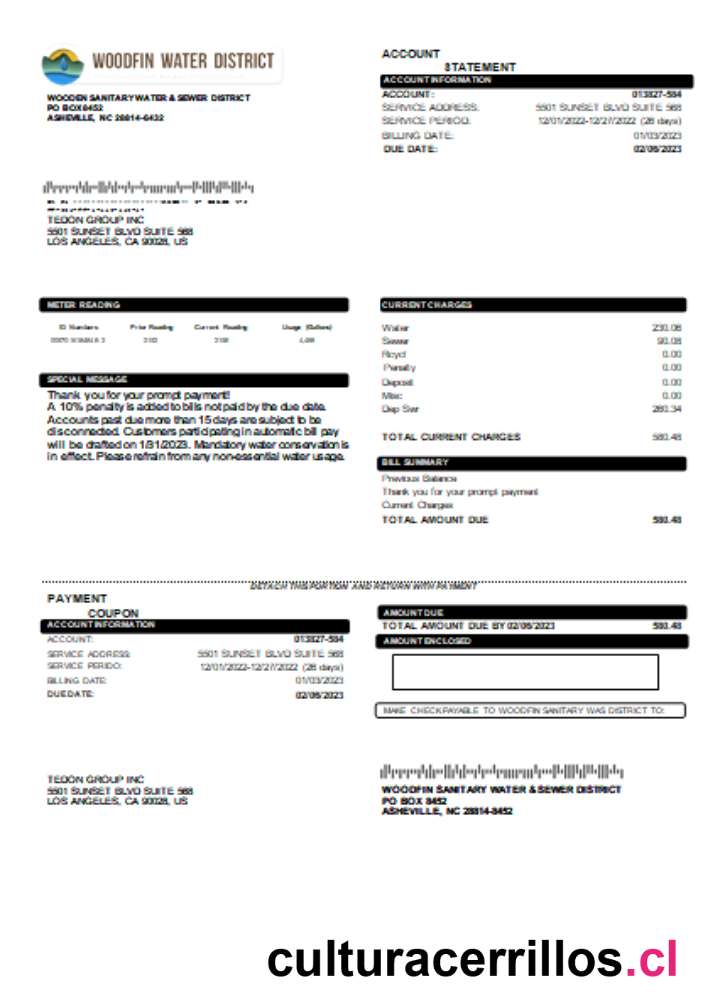 WOODFIN WATER DISTRICT
WOODEN SANITARY WATER & SEWER DISTRICT
PO BOX 8452
ASHEVILLE, NC 28814-6432
ACCOUNT
STATEMENT
ACCOUNT INFORMATION
ACCOUNT: 013827-584
SERVICE ADDRESS: 5501 SUNSET BLVD SUITE 568
SERVICE PERIOD: 12/01/2022-12/27/2022 (26 days)
BILLING DATE: 01/03/2023
DUE DATE: 02/06/2023
TEDON GROUP INC
5501 SUNSET BLVD SUITE 568
LOS ANGELES, CA 90028, US
METER READING
ID Numbers Prior Reading Current Reading Usage (Gallons)
SPECIAL MESSAGE
Thank you for your prompt payment!
A 10% penalty is added to bills not paid by the due date.
Accounts past due more than 15 days are subject to be
disconnected. Customers participating in automatic bill pay
will be drafted on 1/31/2023. Mandatory water conservation is
in effect. Please refrain from any non-essential water usage.
CURRENT CHARGES
Water 230.06
Sewer 90.08
Rcycl 0.00
Penalty 0.00
Deposit 0.00
Misc 0.00
Dep Swr 260.34
TOTAL CURRENT CHARGES 580.48
BILL SUMMARY
Previous Balance
Thank you for your prompt payment
Current Charges
TOTAL AMOUNT DUE 580.48
DETACH THIS PORTION AND RETURN WITH PAYMENT
PAYMENT
COUPON
ACCOUNT INFORMATION
ACCOUNT: 013827-584
SERVICE ADDRESS: 5501 SUNSET BLVD SUITE 568
SERVICE PERIDO: 12/01/2022-12/27/2022 (26 days)
BILLING DATE: 01/03/2023
DUE DATE: 02/06/2023
AMOUNT DUE
TOTAL AMOUNT DUE BY 02/06/2023 580.48
AMOUNT ENCLOSED
MAKE CHECK PAYABLE TO WOODFIN SANITARY WAS DISTRICT TO:
TEDON GROUP INC
5501 SUNSET BLVD SUITE 568
LOS ANGELES, CA 90028, US
WOODFIN SANITARY WATER & SEWER DISTRICT
PO BOX 8452
ASHEVILLE, NC 28814-8452
culturacerrillos.cl